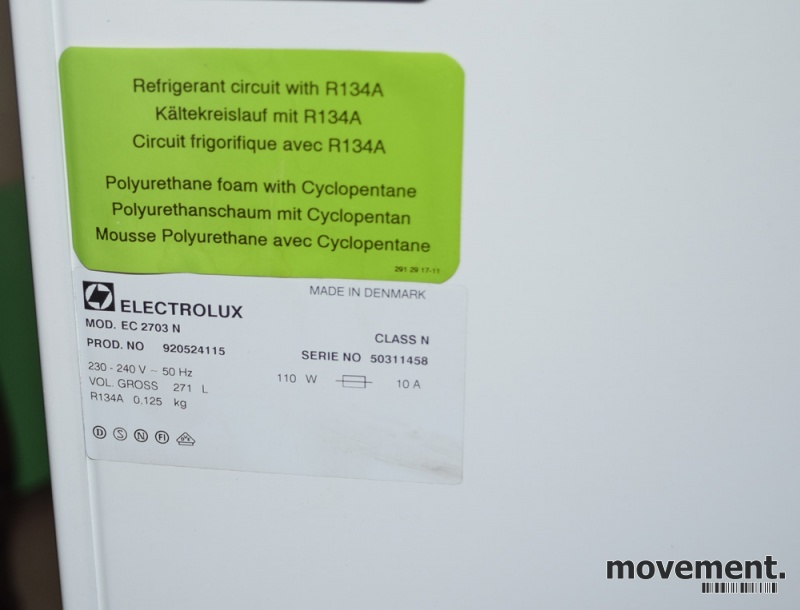 Refrigerant circuit with R134A
Kältekreislauf mit R134A
Circuit frigorifique avec R134A
Polyurethane foam with Cyclopentane
Polyurethanschaum mit Cyclopentan
Mousse Polyurethane avec Cyclopentane
291 29 17-11
MADE IN DENMARK
ELECTROLUX
MOD. EC 2703 N
CLASS N
PROD. NO 920524115
SERIE NO 50311458
230 - 240 V ~ 50 Hz
110 W 10 A
VOL. GROSS 271 L
R134A 0.125 kg
D S N FI
movement.